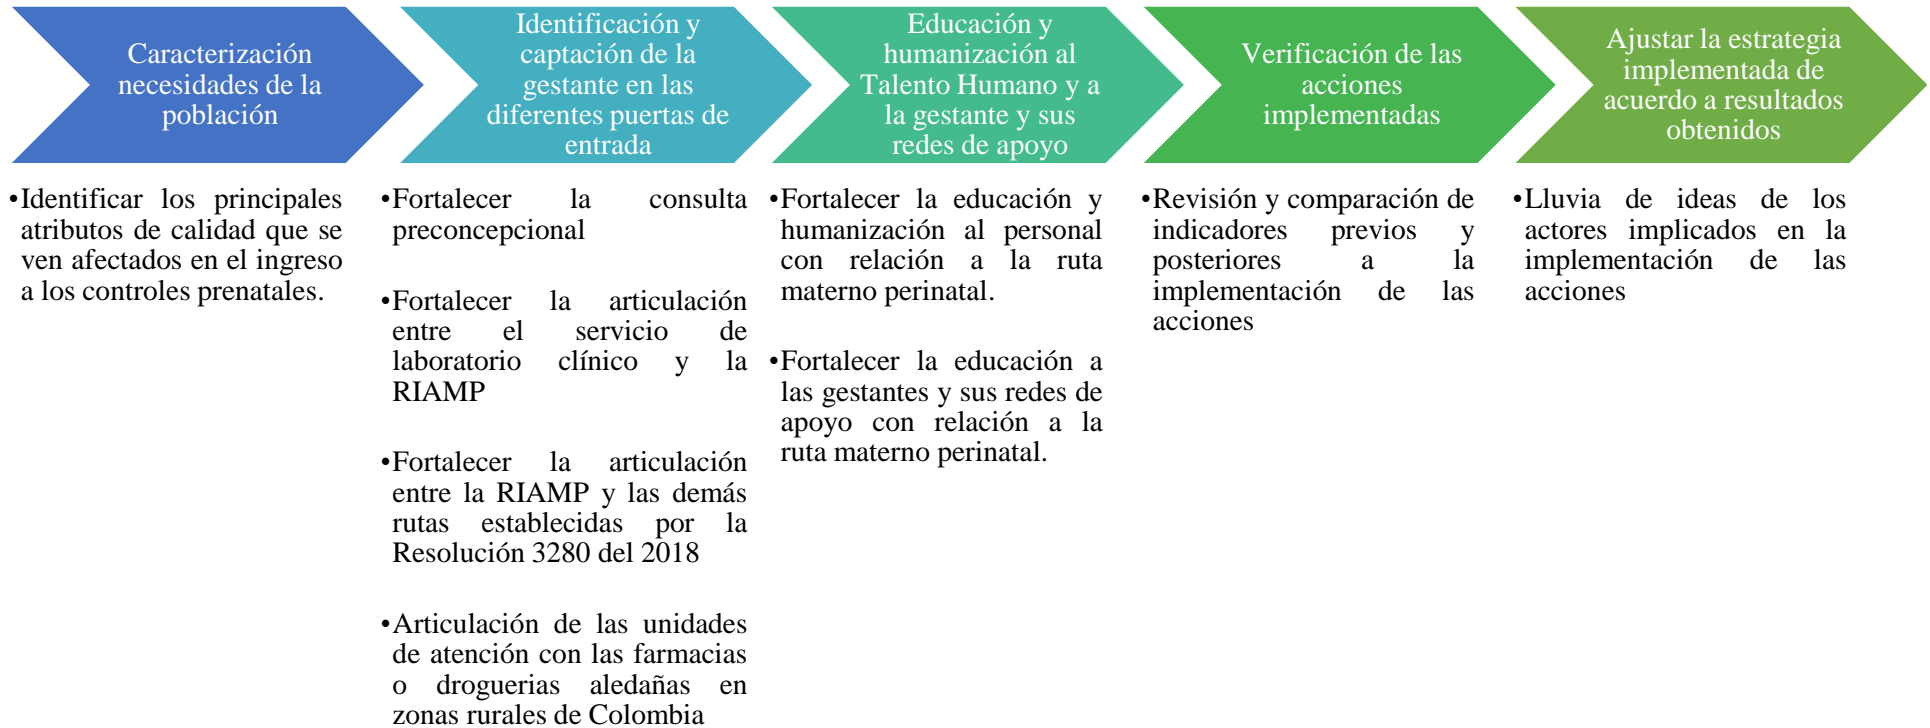 Caracterización
necesidades de la
población
Identificación y
captación de la
gestante en las
diferentes puertas de
entrada
Educación y
humanización al
Talento Humano y a
la gestante y sus
redes de apoyo
Verificación de las
acciones
implementadas
Ajustar la estrategia
implementada de
acuerdo a resultados
obtenidos
•Identificar los principales
atributos de calidad que se
ven afectados en el ingreso
a los controles prenatales.
•Fortalecer la consulta
preconcepcional
•Fortalecer la articulación
entre el servicio de
laboratorio clínico y la
RIAMP
•Fortalecer la articulación
entre la RIAMP y las demás
rutas establecidas por la
Resolución 3280 del 2018
•Articulación de las unidades
de atención con las farmacias
o droguerias aledañas en
zonas rurales de Colombia
•Fortalecer la educación y
humanización al personal
con relación a la ruta
materno perinatal.
•Fortalecer la educación a
las gestantes y sus redes de
apoyo con relación a la
ruta materno perinatal.
•Revisión y comparación de
indicadores previos y
posteriores a la
implementación de las
acciones
•Lluvia de ideas de los
actores implicados en la
implementación de las
acciones